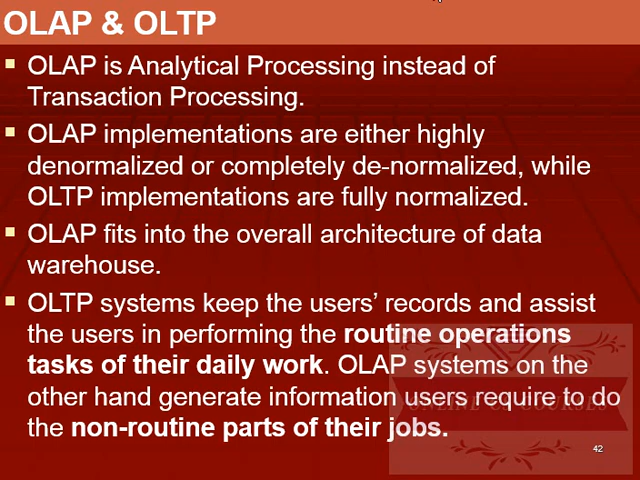 OLAP & OLTP
OLAP is Analytical Processing instead of
Transaction Processing.
OLAP implementations are either highly
denormalized or completely de-normalized, while
OLTP implementations are fully normalized.
OLAP fits into the overall architecture of data
warehouse.
OLTP systems keep the users’ records and assist
the users in performing the routine operations
tasks of their daily work. OLAP systems on the
other hand generate information users require to do
the non-routine parts of their jobs.
ONLINE CS COURSES
42